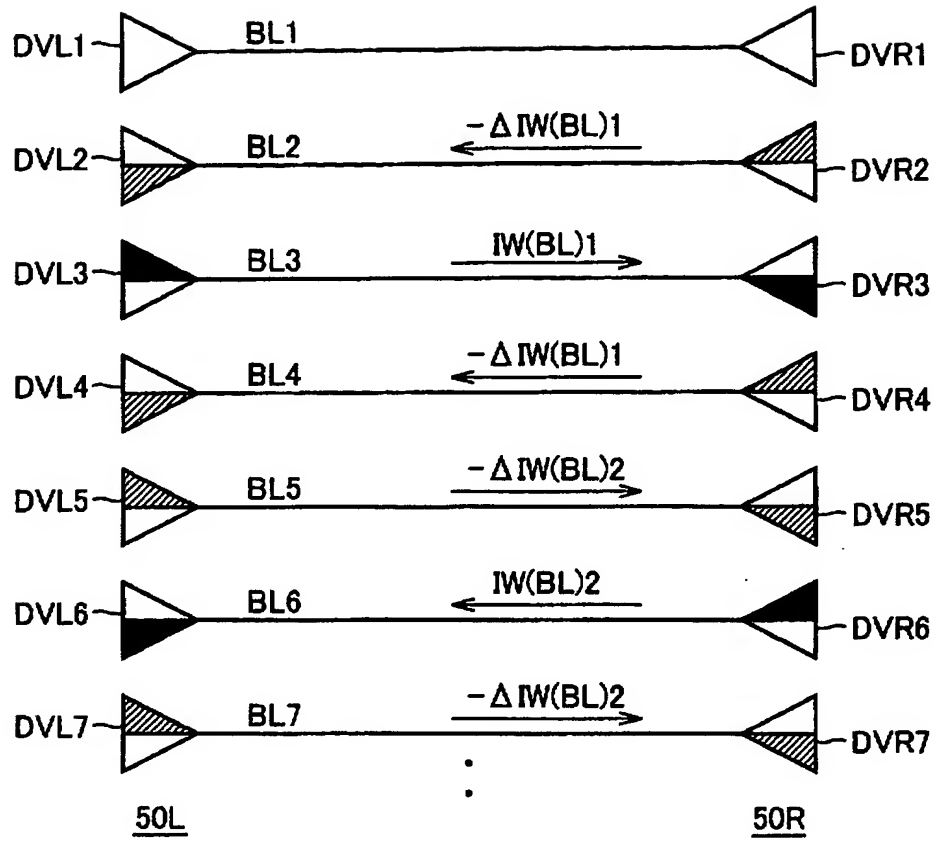 DVL1 BL1 DVR1
-ΔIW(BL)1
DVL2 BL2 DVR2
IW(BL)1
DVL3 BL3 DVR3
-ΔIW(BL)1
DVL4 BL4 DVR4
-ΔIW(BL)2
DVL5 BL5 DVR5
IW(BL)2
DVL6 BL6 DVR6
-ΔIW(BL)2
DVL7 BL7 DVR7
50L 50R